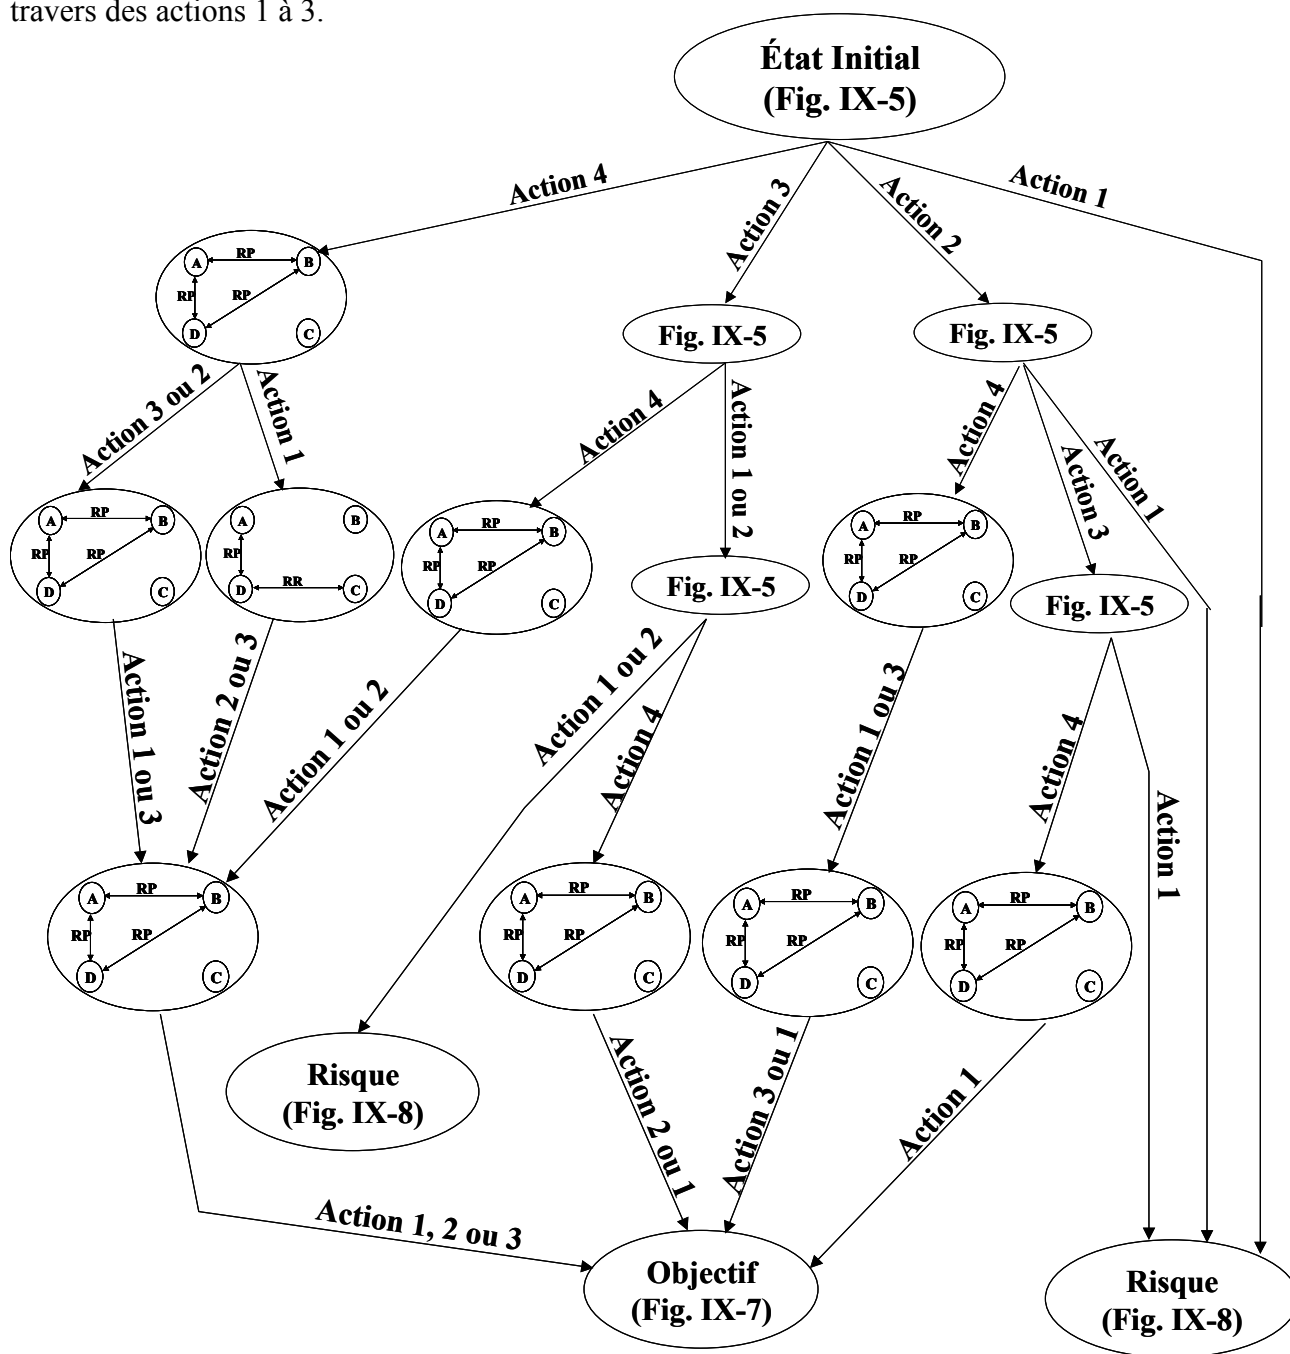 travers des actions 1 à 3.
État Initial
(Fig. IX-5)
Action 4
Action 3
Action 2
Action 1
A RP B
RP RP
D C
Fig. IX-5
Fig. IX-5
Action 3 ou 2
Action 1
Action 4
Action 1 ou 2
Action 4
Action 3
Action 1
A RP B
RP RP
D C
A B
RP
D RR C
A RP B
RP RP
D C
Fig. IX-5
A RP B
RP RP
D C
Fig. IX-5
Action 1 ou 3
Action 2 ou 3
Action 1 ou 2
Action 1 ou 2
Action 4
Action 1 ou 3
Action 4
Action 1
A RP B
RP RP
D C
A RP B
RP RP
D C
A RP B
RP RP
D C
A RP B
RP RP
D C
Risque
(Fig. IX-8)
Action 2 ou 1
Action 3 ou 1
Action 1
Action 1, 2 ou 3
Objectif
(Fig. IX-7)
Risque
(Fig. IX-8)